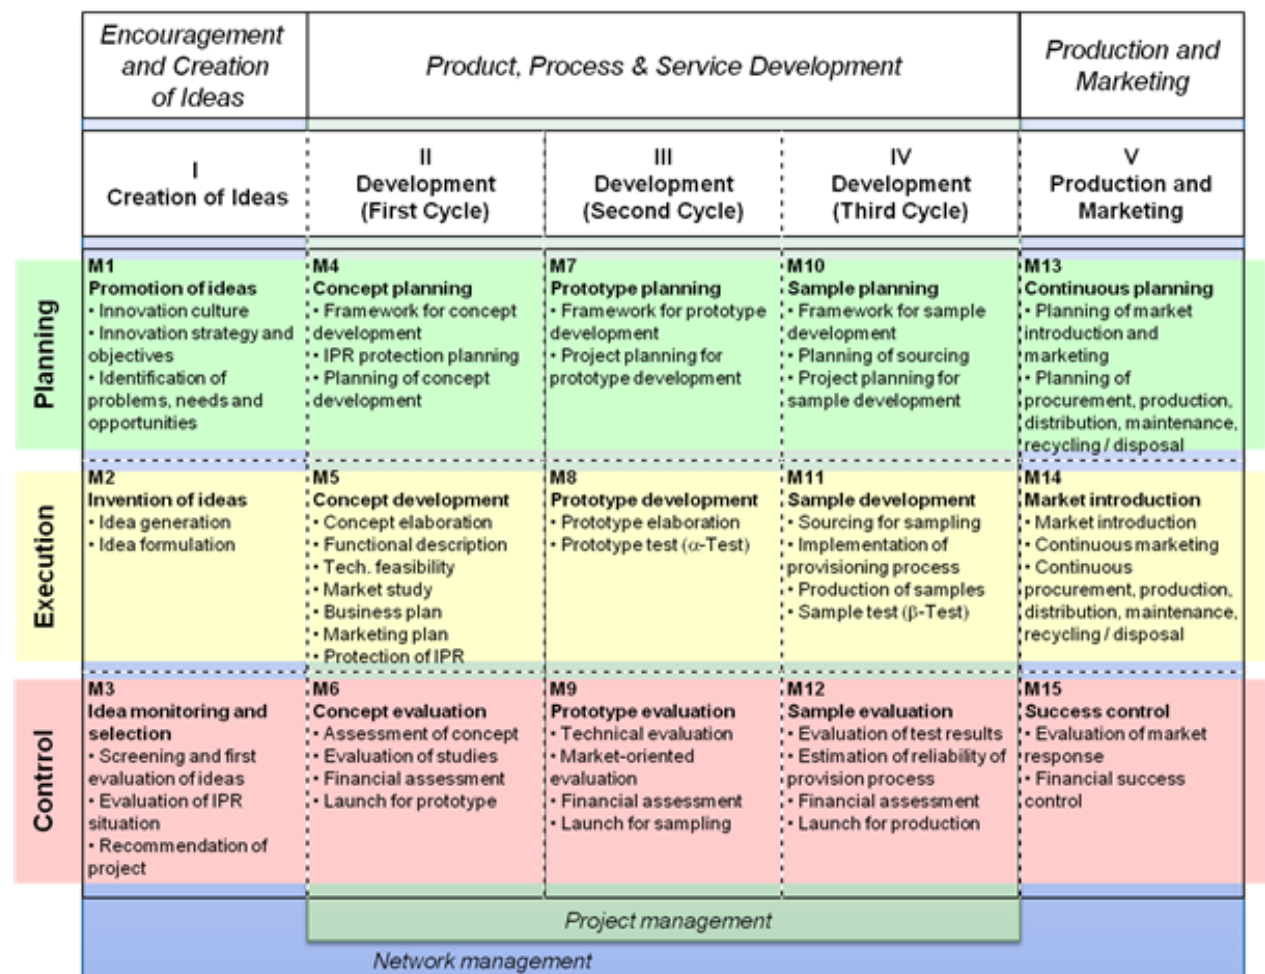 Encouragement
and Creation
of Ideas
Product, Process & Service Development
Production and
Marketing
I
Creation of Ideas
II
Development
(First Cycle)
III
Development
(Second Cycle)
IV
Development
(Third Cycle)
V
Production and
Marketing
Planning
M1
Promotion of ideas
• Innovation culture
• Innovation strategy and
objectives
• Identification of
problems, needs and
opportunities
M4
Concept planning
• Framework for concept
development
• IPR protection planning
• Planning of concept
development
M7
Prototype planning
• Framework for prototype
development
• Project planning for
prototype development
M10
Sample planning
• Framework for sample
development
• Planning of sourcing
• Project planning for
sample development
M13
Continuous planning
• Planning of market
introduction and
marketing
• Planning of
procurement, production,
distribution, maintenance,
recycling / disposal
Execution
M2
Invention of ideas
• Idea generation
• Idea formulation
M5
Concept development
• Concept elaboration
• Functional description
• Tech. feasibility
• Market study
• Business plan
• Marketing plan
• Protection of IPR
M8
Prototype development
• Prototype elaboration
• Prototype test (α-Test)
M11
Sample development
• Sourcing for sampling
• Implementation of
provisioning process
• Production of samples
• Sample test (β-Test)
M14
Market introduction
• Market introduction
• Continuous marketing
• Continuous
procurement, production,
distribution, maintenance,
recycling / disposal
Contrrol
M3
Idea monitoring and
selection
• Screening and first
evaluation of ideas
• Evaluation of IPR
situation
• Recommendation of
project
M6
Concept evaluation
• Assessment of concept
• Evaluation of studies
• Financial assessment
• Launch for prototype
M9
Prototype evaluation
• Technical evaluation
• Market-oriented
evaluation
• Financial assessment
• Launch for sampling
M12
Sample evaluation
• Evaluation of test results
• Estimation of reliability of
provision process
• Financial assessment
• Launch for production
M15
Success control
• Evaluation of market
response
• Financial success
control
Project management
Network management